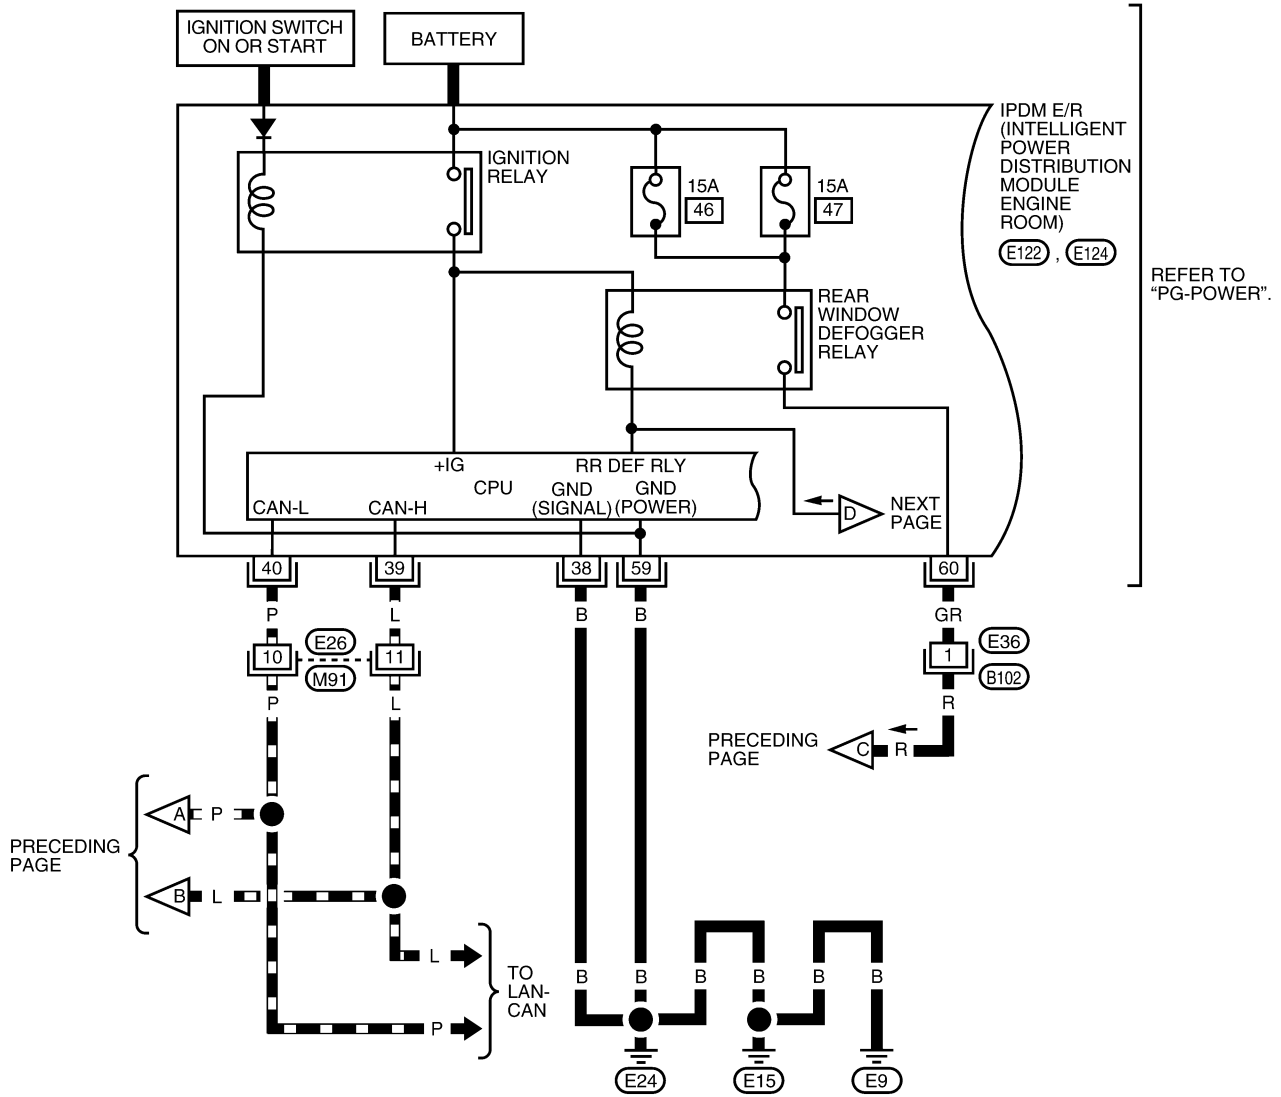 IGNITION SWITCH
ON OR START
BATTERY
IPDM E/R
(INTELLIGENT
POWER
DISTRIBUTION
MODULE
ENGINE
ROOM)
E122 , E124
IGNITION
RELAY
15A
46
15A
47
REFER TO
“PG-POWER”.
REAR
WINDOW
DEFOGGER
RELAY
+IG
RR DEF RLY
CPU
GND
(SIGNAL)
GND
(POWER)
CAN-L
CAN-H
D
NEXT
PAGE
40
39
38
59
60
P
L
B
B
GR
10
E26
M91
11
1
E36
B102
P
L
R
PRECEDING
PAGE
C
R
A
P
PRECEDING
PAGE
B
L
L
P
TO
LAN-
CAN
B
B
B
B
B
B
E24
E15
E9